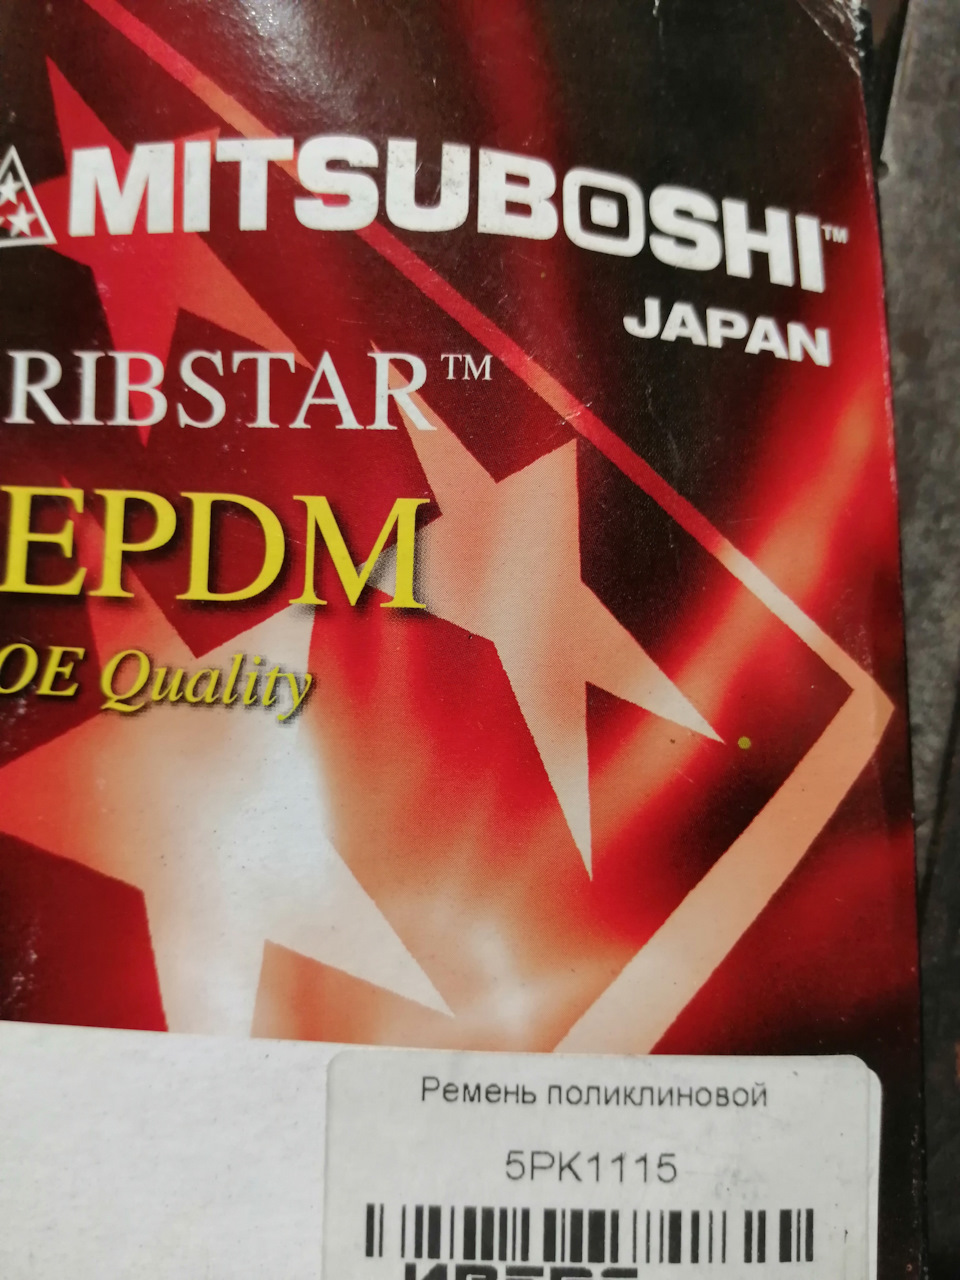 MITSUBOSHI™
JAPAN
RIBSTAR™
EPDM
OE Quality
Ремень поликлиновой
5PK1115